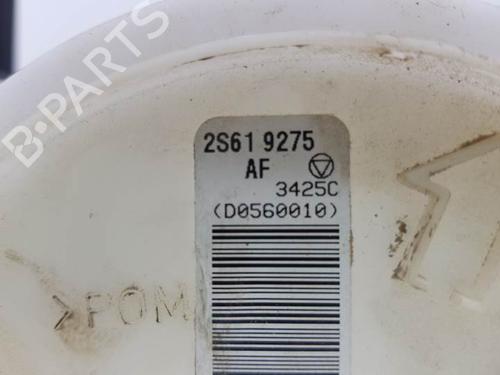 B-PARTS
2S61 9275
AF
3425C
(D0560010)
>POM